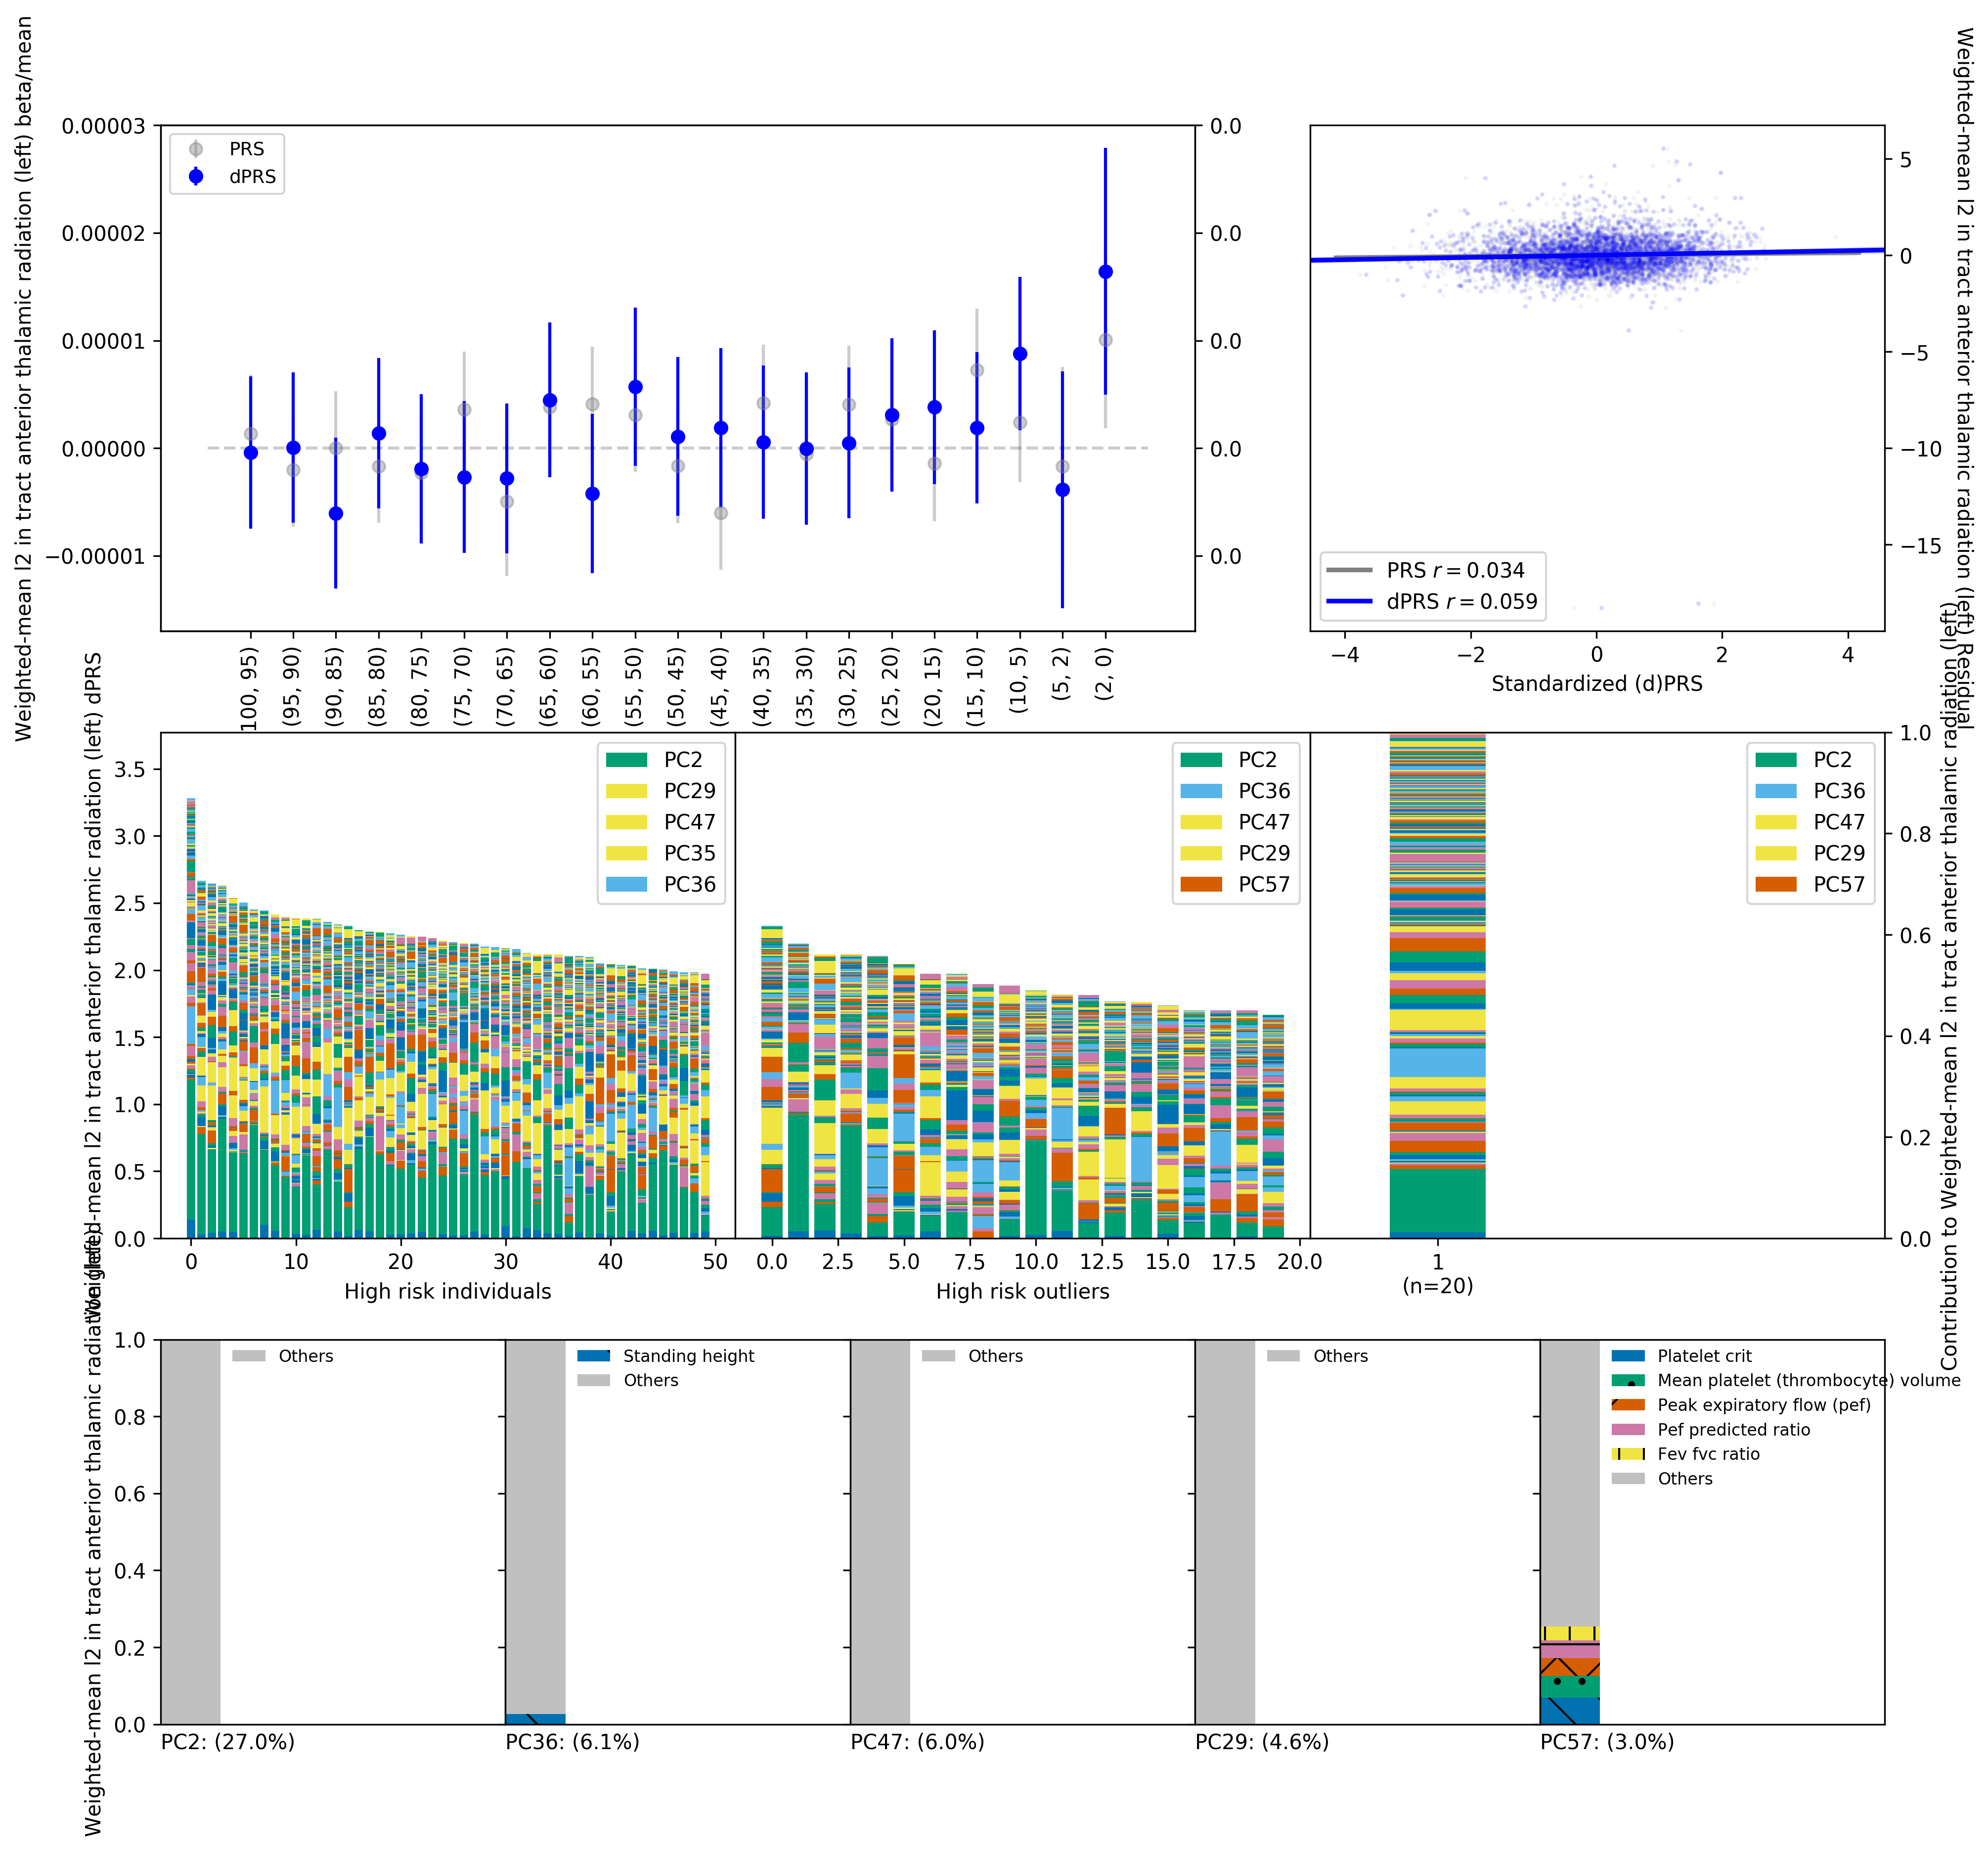 Weighted-mean l2 in tract anterior thalamic radiation (left) beta/mean
0.00003
0.00002
0.00001
0.00000
−0.00001
PRS
dPRS
0.0
0.0
0.0
0.0
0.0
100, 95)
(95, 90)
(90, 85)
(85, 80)
(80, 75)
(75, 70)
(70, 65)
(65, 60)
(60, 55)
(55, 50)
(50, 45)
(45, 40)
(40, 35)
(35, 30)
(30, 25)
(25, 20)
(20, 15)
(15, 10)
(10, 5)
(5, 2)
(2, 0)
PRS r = 0.034
dPRS r = 0.059
5
0
−5
−10
−15
−4
−2
0
2
4
Standardized (d)PRS
Weighted-mean l2 in tract anterior thalamic radiation (left) Residual
Weighted-mean l2 in tract anterior thalamic radiation (left) dPRS
3.5
3.0
2.5
2.0
1.5
1.0
0.5
0.0
PC2
PC29
PC47
PC35
PC36
0
10
20
30
40
50
High risk individuals
PC2
PC36
PC47
PC29
PC57
0.0
2.5
5.0
7.5
10.0
12.5
15.0
17.5
20.0
High risk outliers
PC2
PC36
PC47
PC29
PC57
1
(n=20)
1.0
0.8
0.6
0.4
0.2
0.0
Contribution to Weighted-mean l2 in tract anterior thalamic radiation (left)
Weighted-mean l2 in tract anterior thalamic radiation (left)
1.0
0.8
0.6
0.4
0.2
0.0
Others
PC2: (27.0%)
Standing height
Others
PC36: (6.1%)
Others
PC47: (6.0%)
Others
PC29: (4.6%)
Platelet crit
Mean platelet (thrombocyte) volume
Peak expiratory flow (pef)
Pef predicted ratio
Fev fvc ratio
Others
PC57: (3.0%)